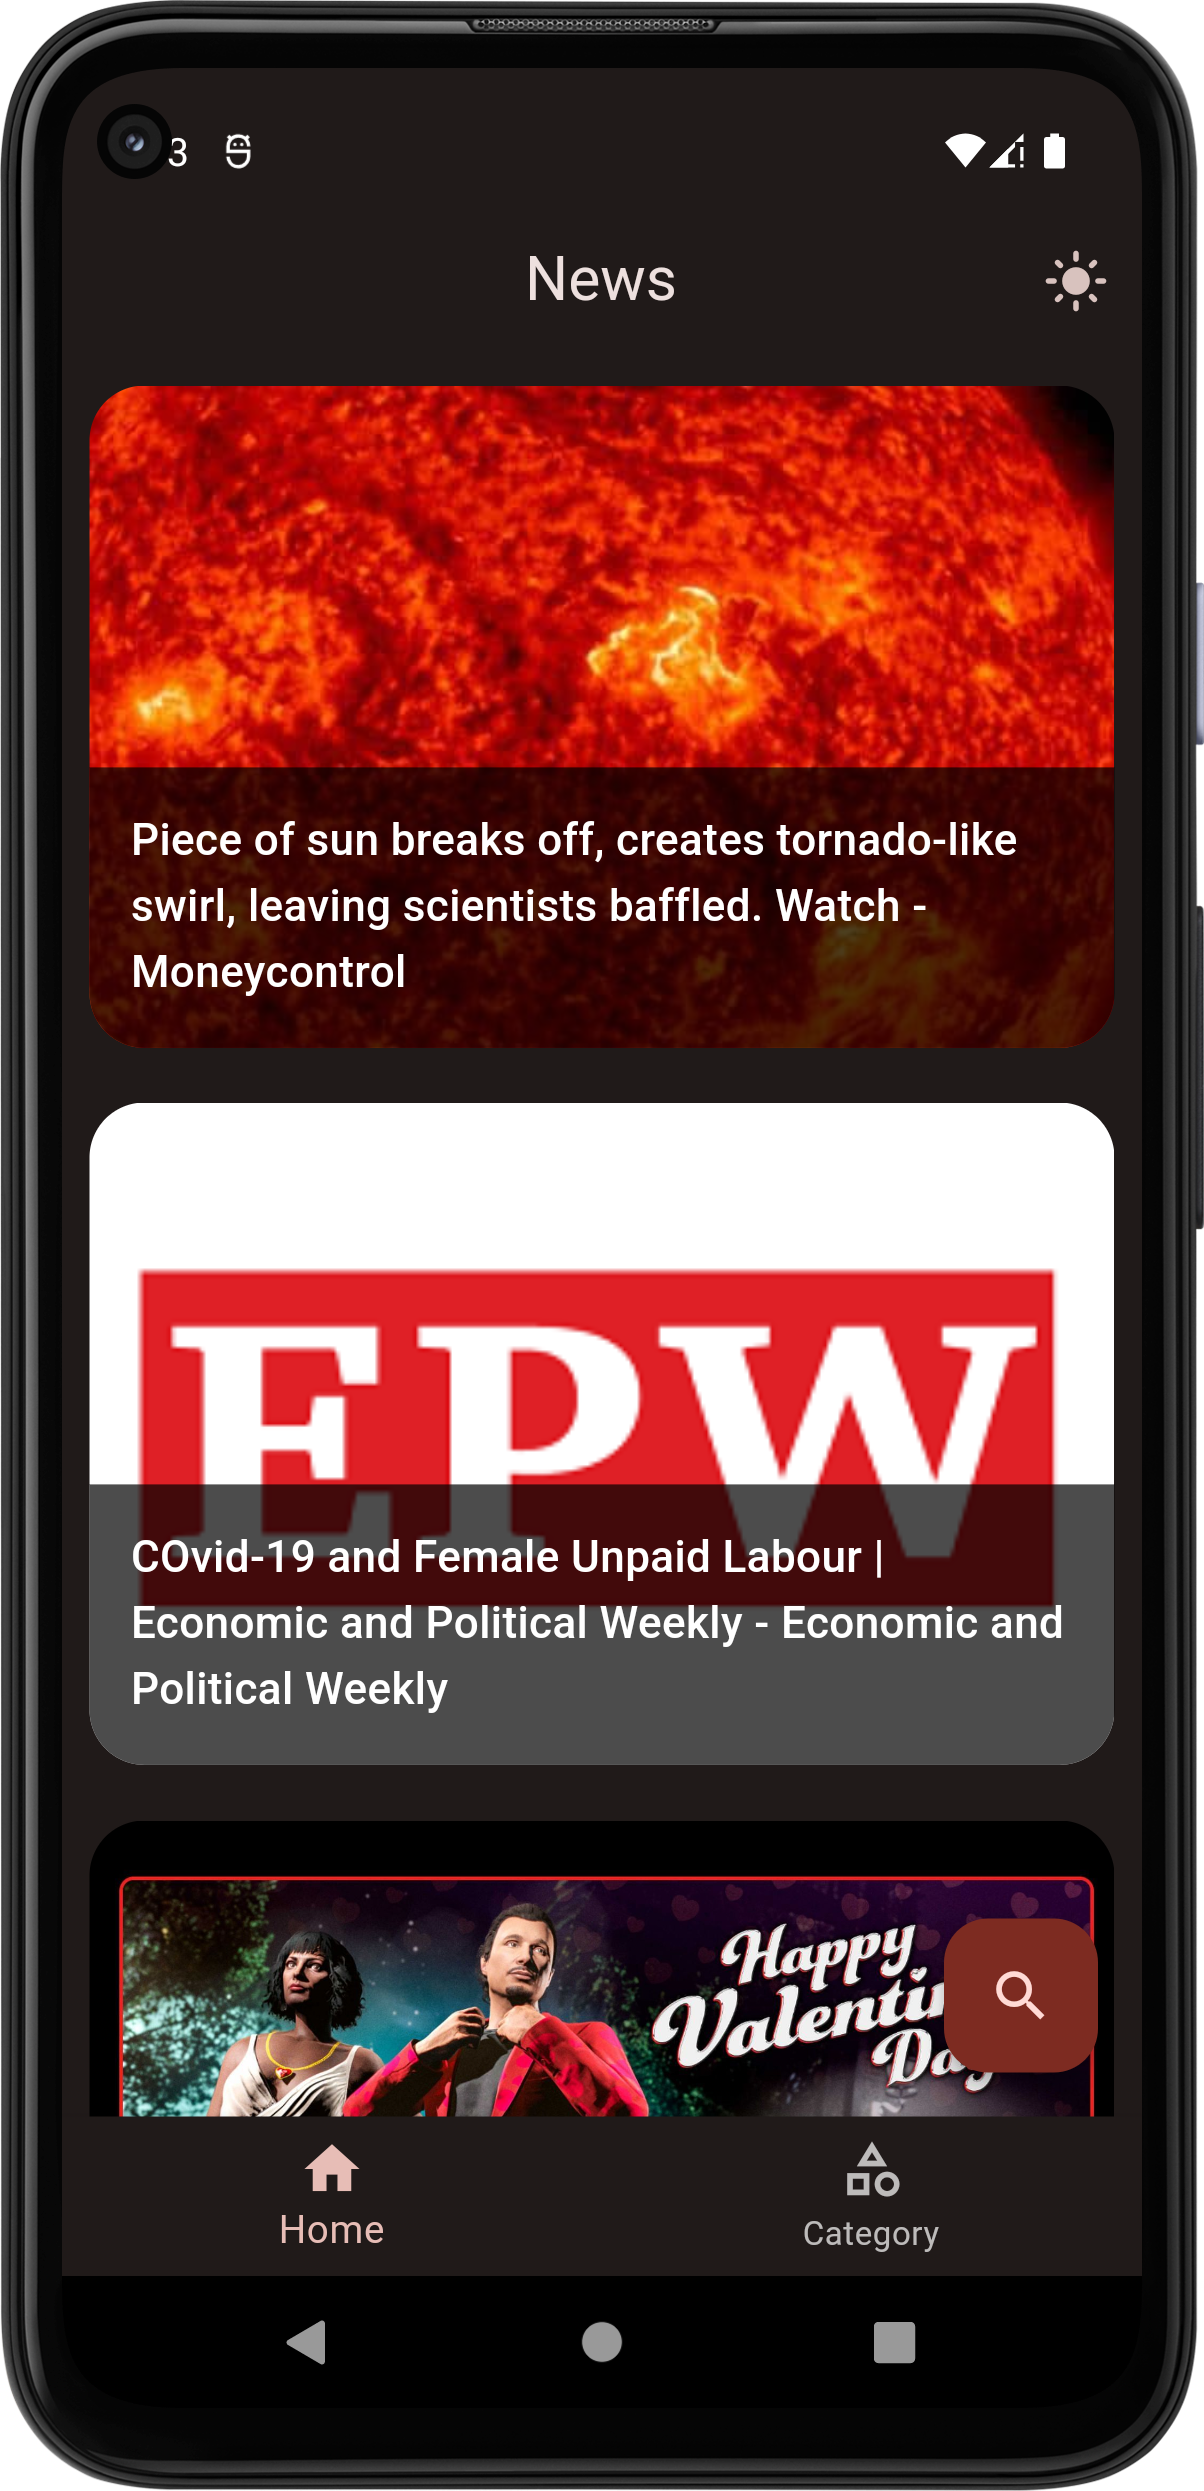 3
News
Piece of sun breaks off, creates tornado-like
swirl, leaving scientists baffled. Watch -
Moneycontrol
EPW
COvid-19 and Female Unpaid Labour |
Economic and Political Weekly - Economic and
Political Weekly
Happy
Home
Category